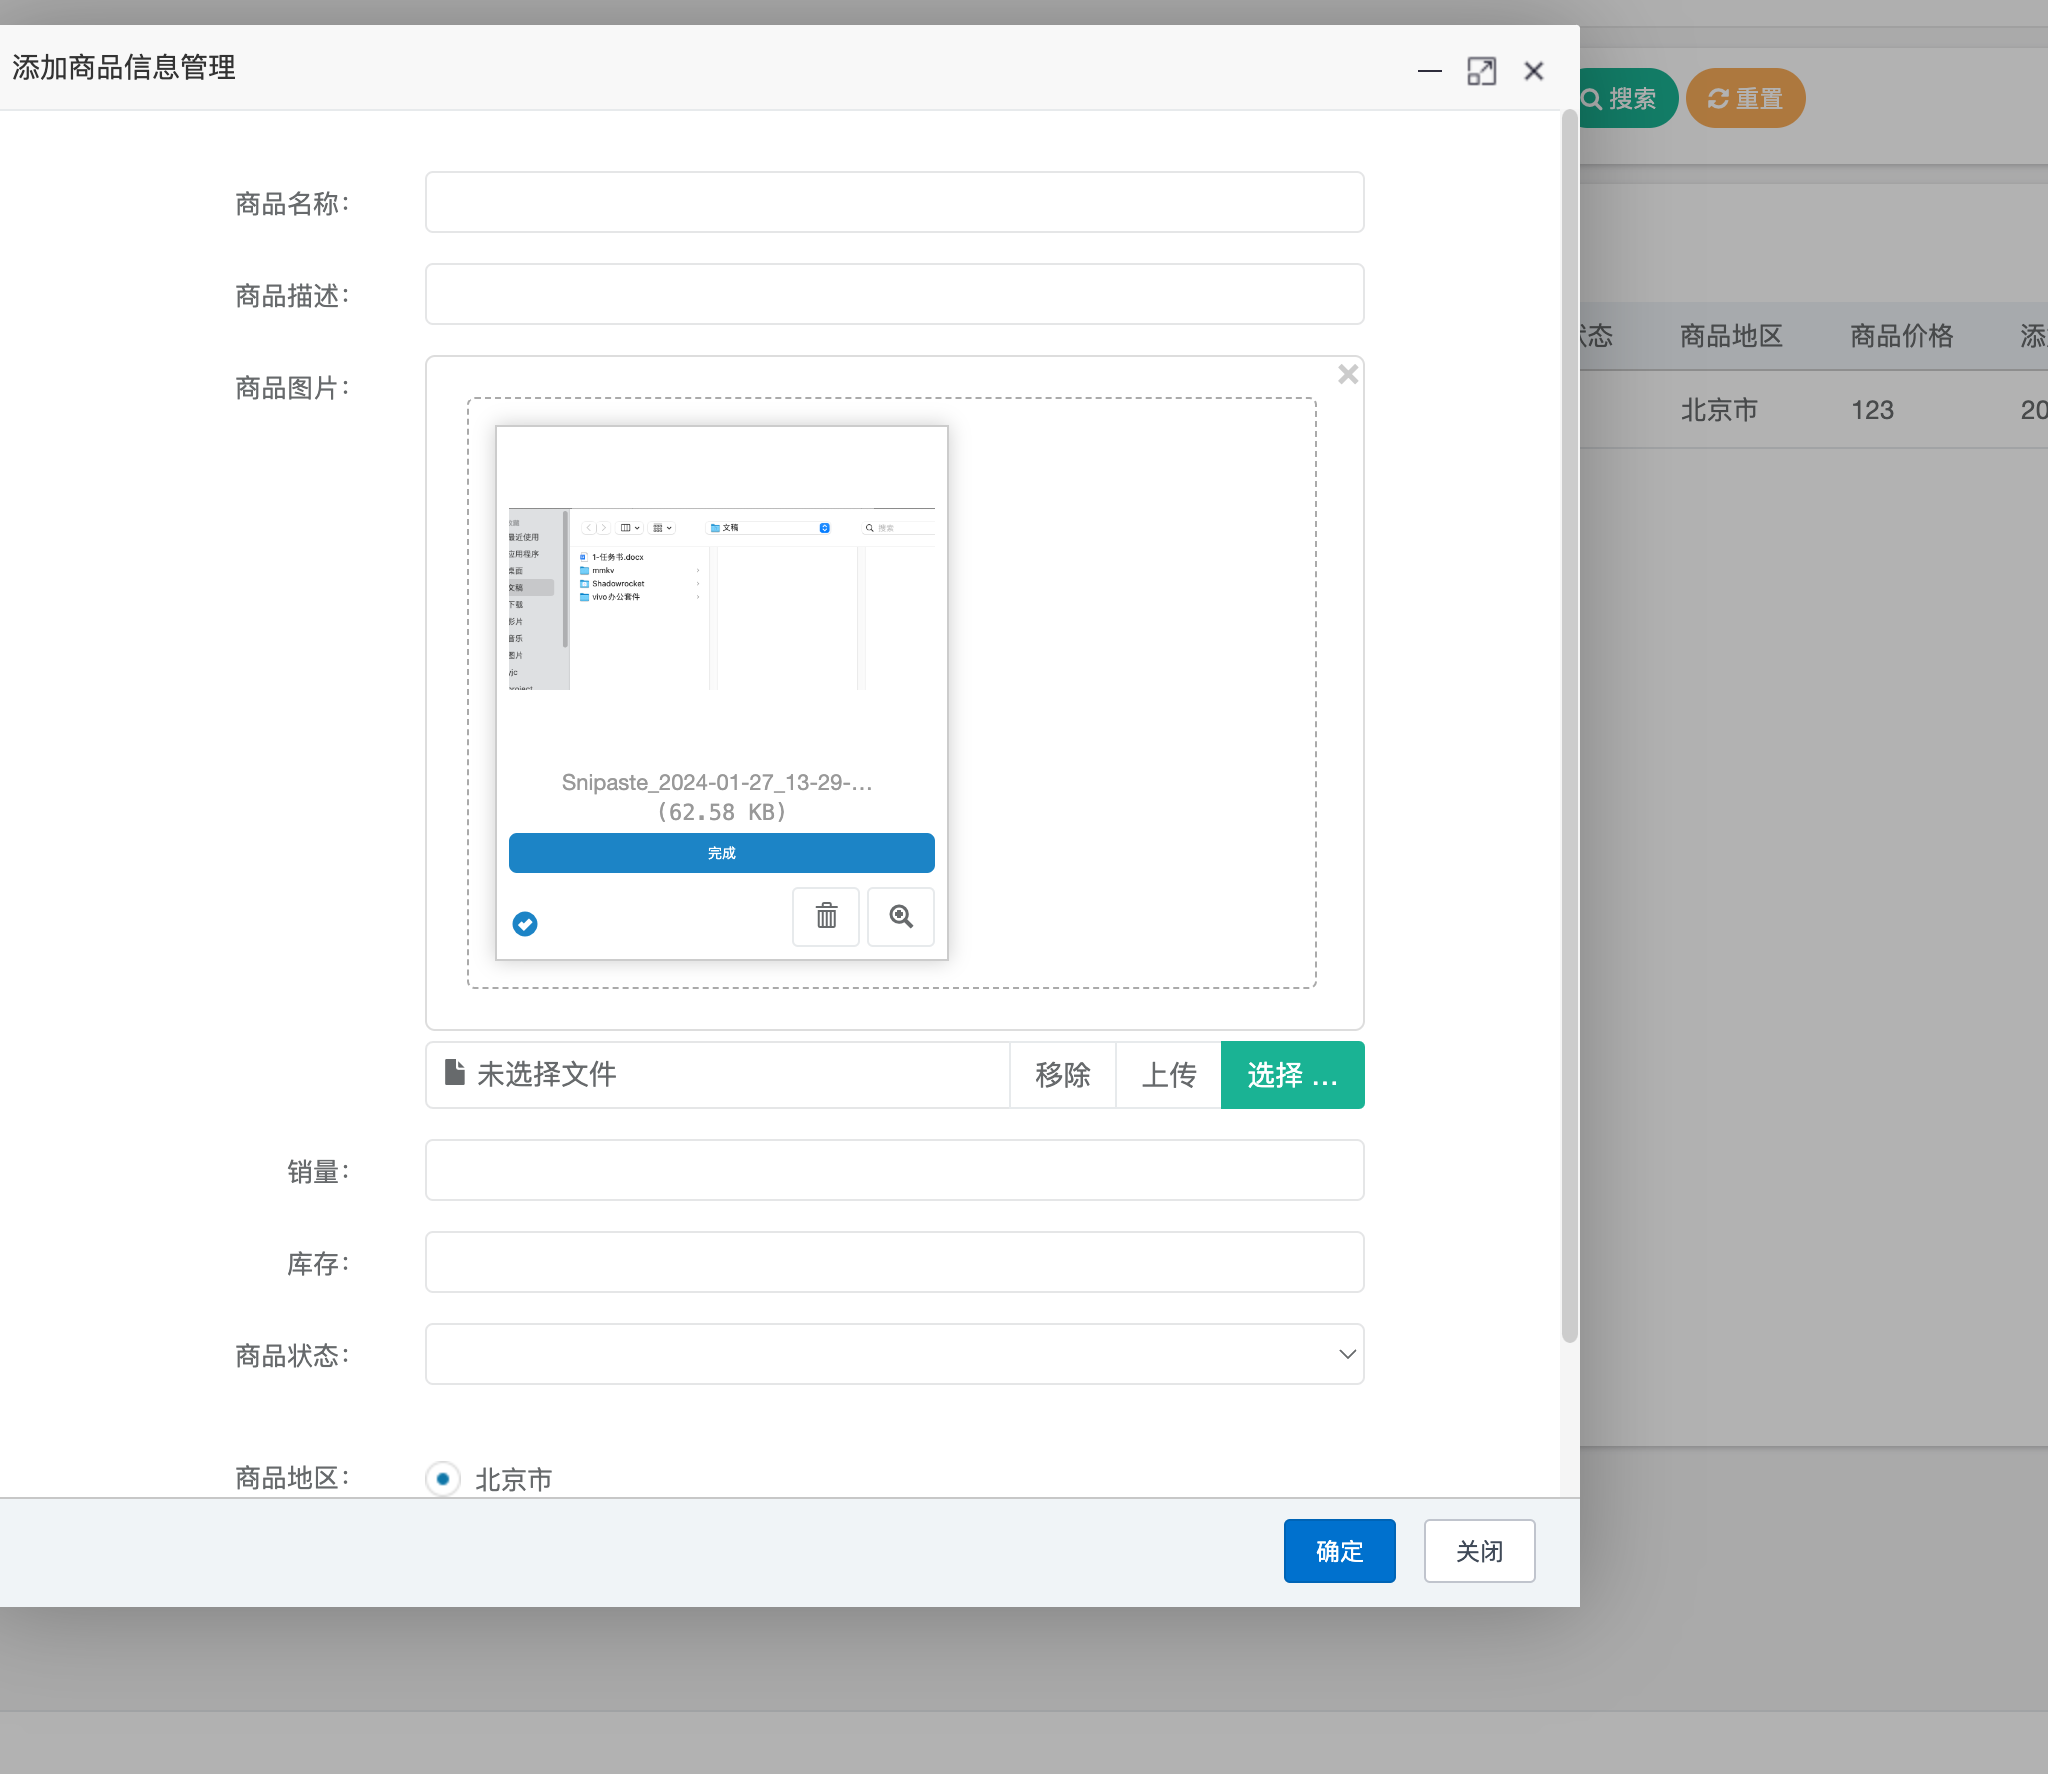 添加商品信息管理
搜索
重置
商品名称：
商品描述：
商品图片：
态
商品地区
商品价格
北京市
123
20
文稿
搜索
最近使用
应用程序
桌面
文稿
下载
影片
音乐
图片
1-任务书.docx
mmkv
Shadowrocket
vivo办公套件
Snipaste_2024-01-27_13-29-...
(62.58 KB)
完成
未选择文件
移除
上传
选择 ...
销量：
库存：
商品状态：
商品地区：
北京市
确定
关闭